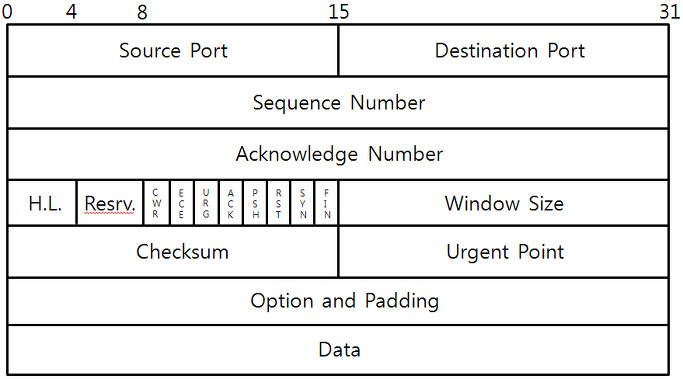 0 4 8 15 31
Source Port Destination Port
Sequence Number
Acknowledge Number
H.L. Resrv. CWR ECE URG ACK PSH RST SYN FIN Window Size
Checksum Urgent Point
Option and Padding
Data